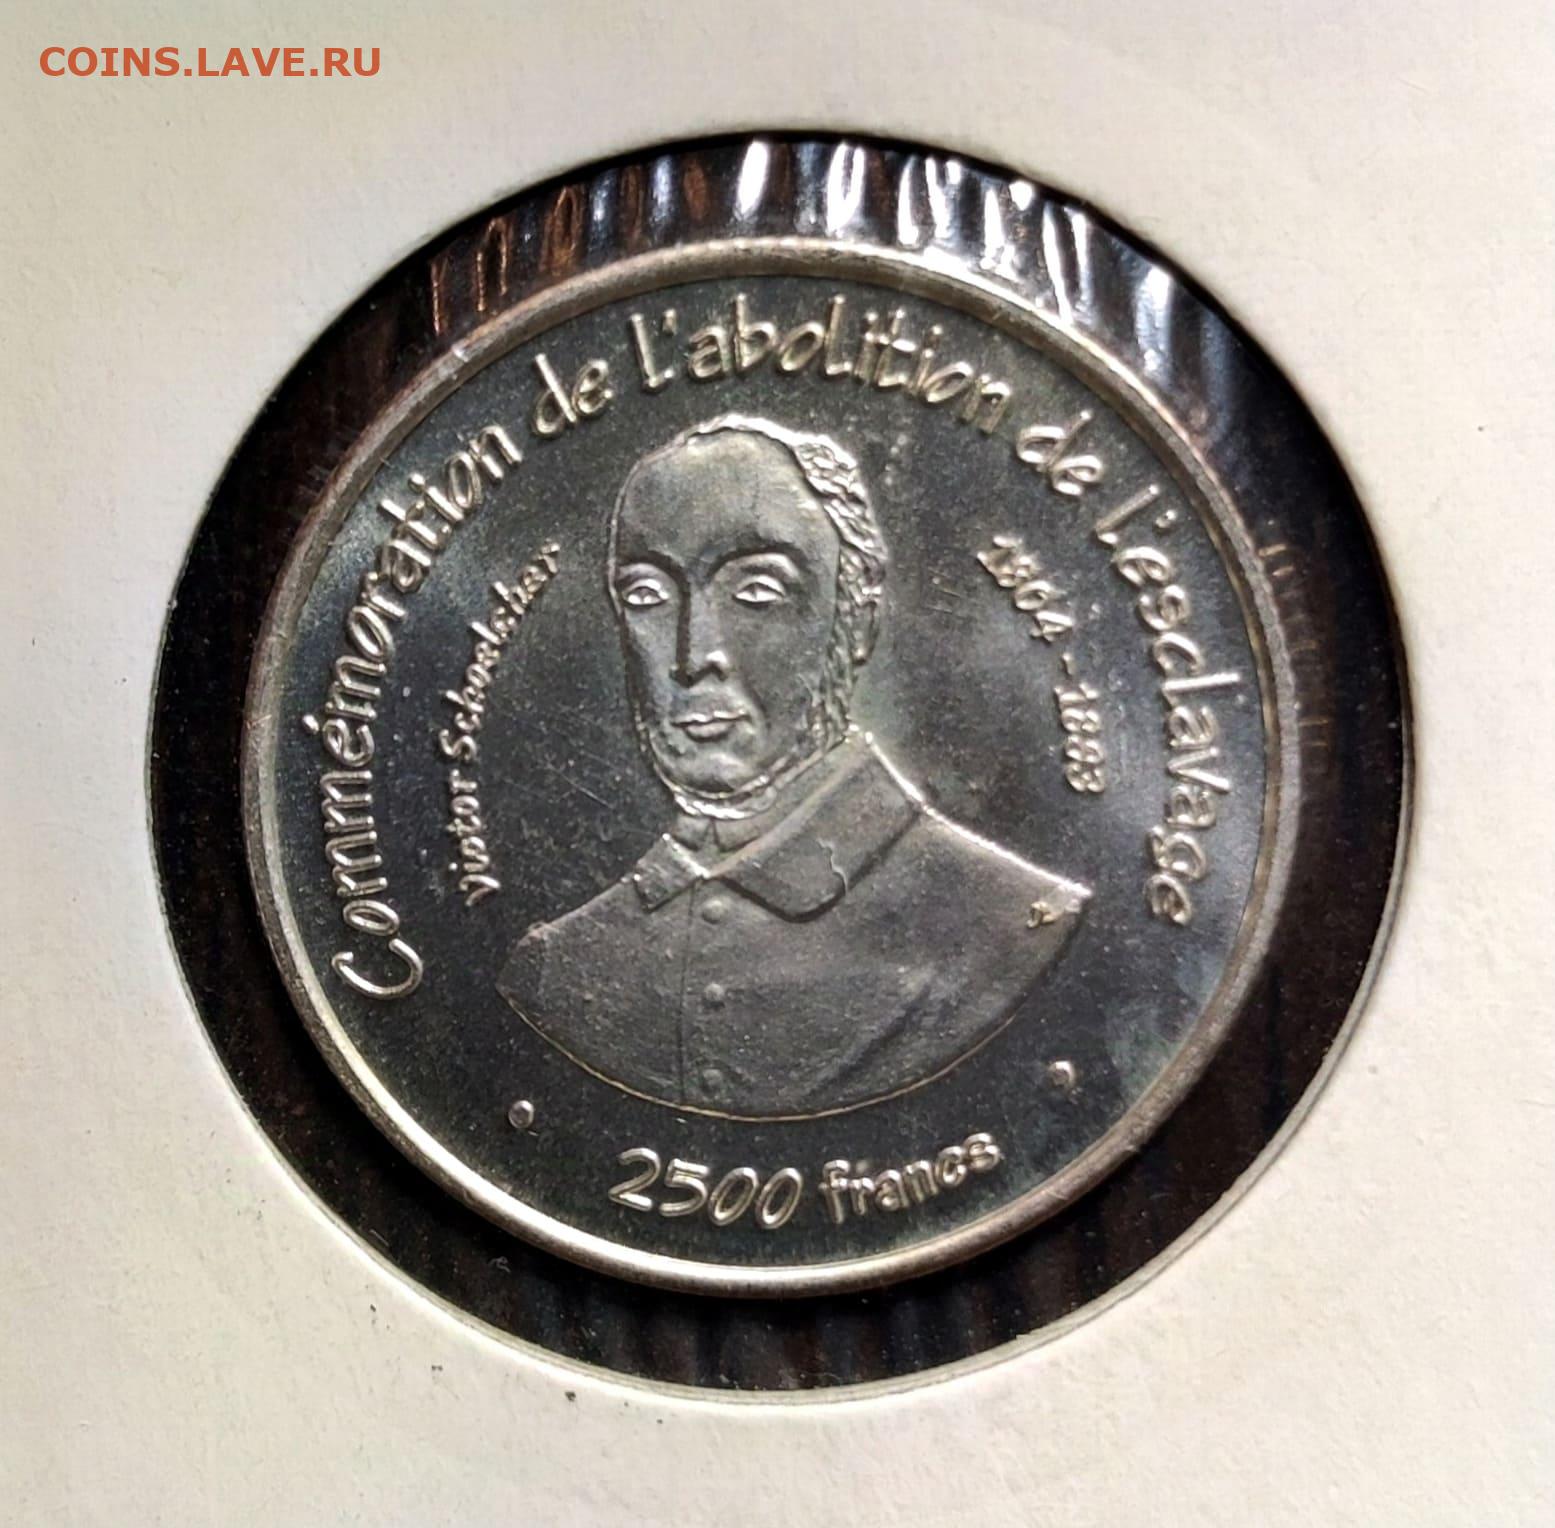 COINS.LAVE.RU
Commémoration de l'abolition de l'esclavage
victor Schoelcher
1804-1893
2500 francs